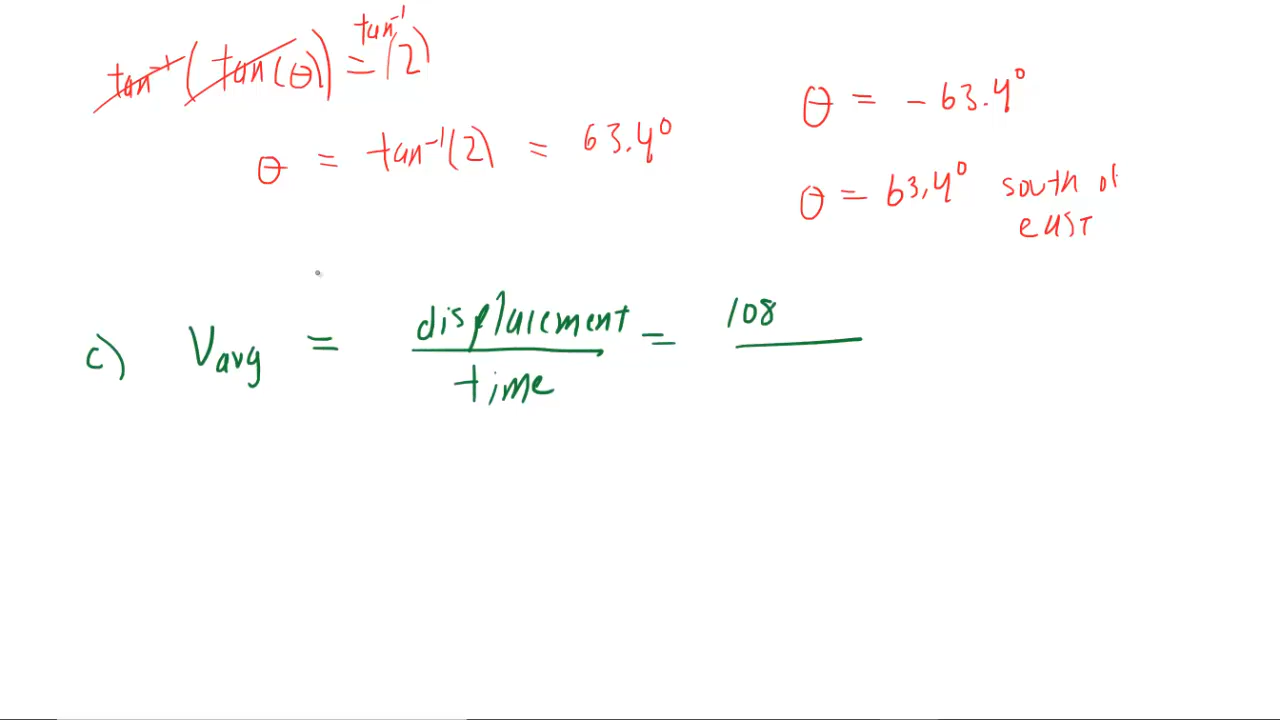 tan⁻¹(tan(θ)) = tan⁻¹(2)
θ = tan⁻¹(2) = 63.4°
θ = -63.4°
θ = 63.4° south of
east
c) Vavg = displacement / time = 108